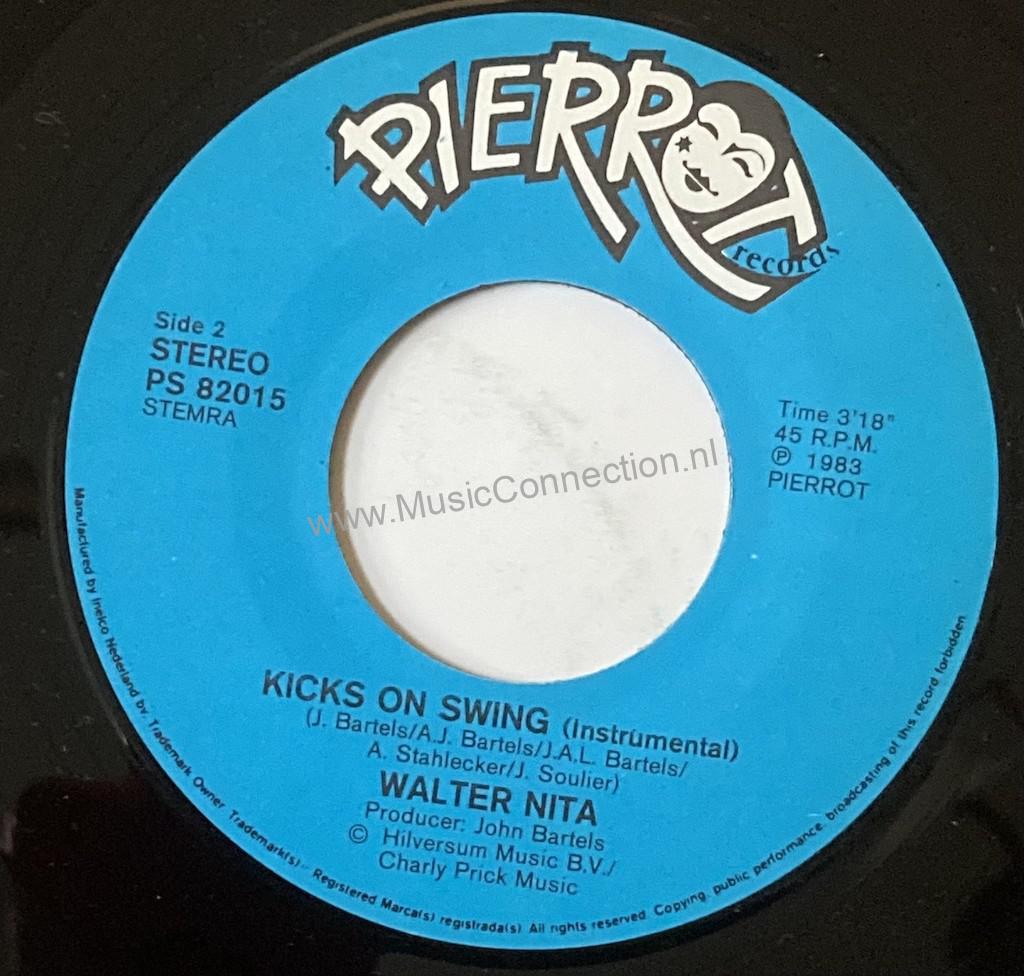 PIERROT
records
Side 2
STEREO
PS 82015
STEMRA
Time 3'18"
45 R.P.M.
℗ 1983
PIERROT
www.MusicConnection.nl
KICKS ON SWING (Instrumental)
(J. Bartels/A.J. Bartels/J.A.L. Bartels/
A. Stahlecker/J. Soulier)
WALTER NITA
Producer: John Bartels
© Hilversum Music B.V./
Charly Prick Music
Manufactured by Inelco Nederland bv. Trademark Owner Trademark(s) - Registered Marca(s) registrada(s) All rights reserved Copying, public performance, broadcasting of this record forbidden